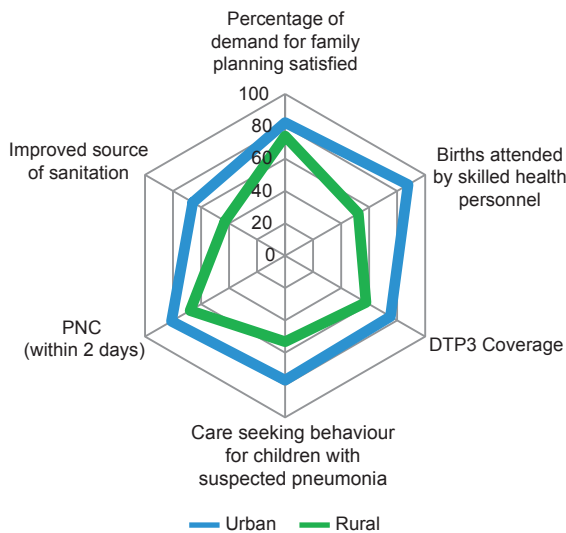 Percentage of
demand for family
planning satisfied
100
80
60
40
20
0
Births attended
by skilled health
personnel
DTP3 Coverage
Care seeking behaviour
for children with
suspected pneumonia
PNC
(within 2 days)
Improved source
of sanitation
Urban
Rural